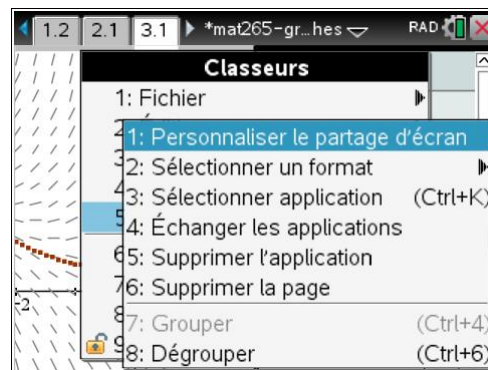 1.2 2.1 3.1 *mat265-gr…hes RAD
Classeurs
1: Fichier
1: Personnaliser le partage d'écran
2: Sélectionner un format
3: Sélectionner application (Ctrl+K)
4: Échanger les applications
5: Supprimer l'application
6: Supprimer la page
7: Grouper (Ctrl+4)
8: Dégrouper (Ctrl+6)
-2